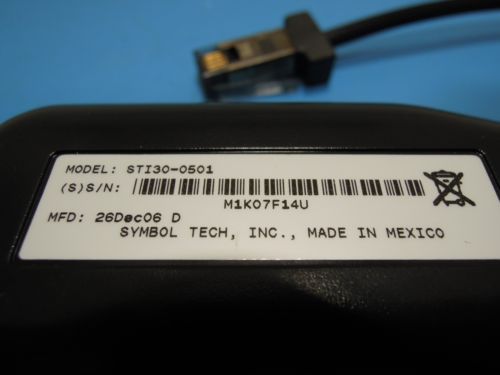 MODEL: STI30-0501
(S)S/N:
M1K07F14U
MFD: 26Dec06 D
SYMBOL TECH, INC., MADE IN MEXICO